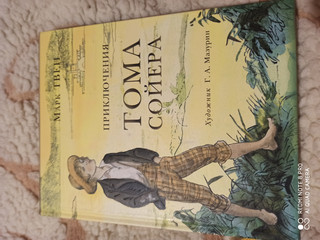 МАРК ТВЕН
ПРИКЛЮЧЕНИЯ
ТОМА
СОЙЕРА
Художник Г. А. Мазурин
REDMI NOTE 8 PRO
AI QUAD CAMERA